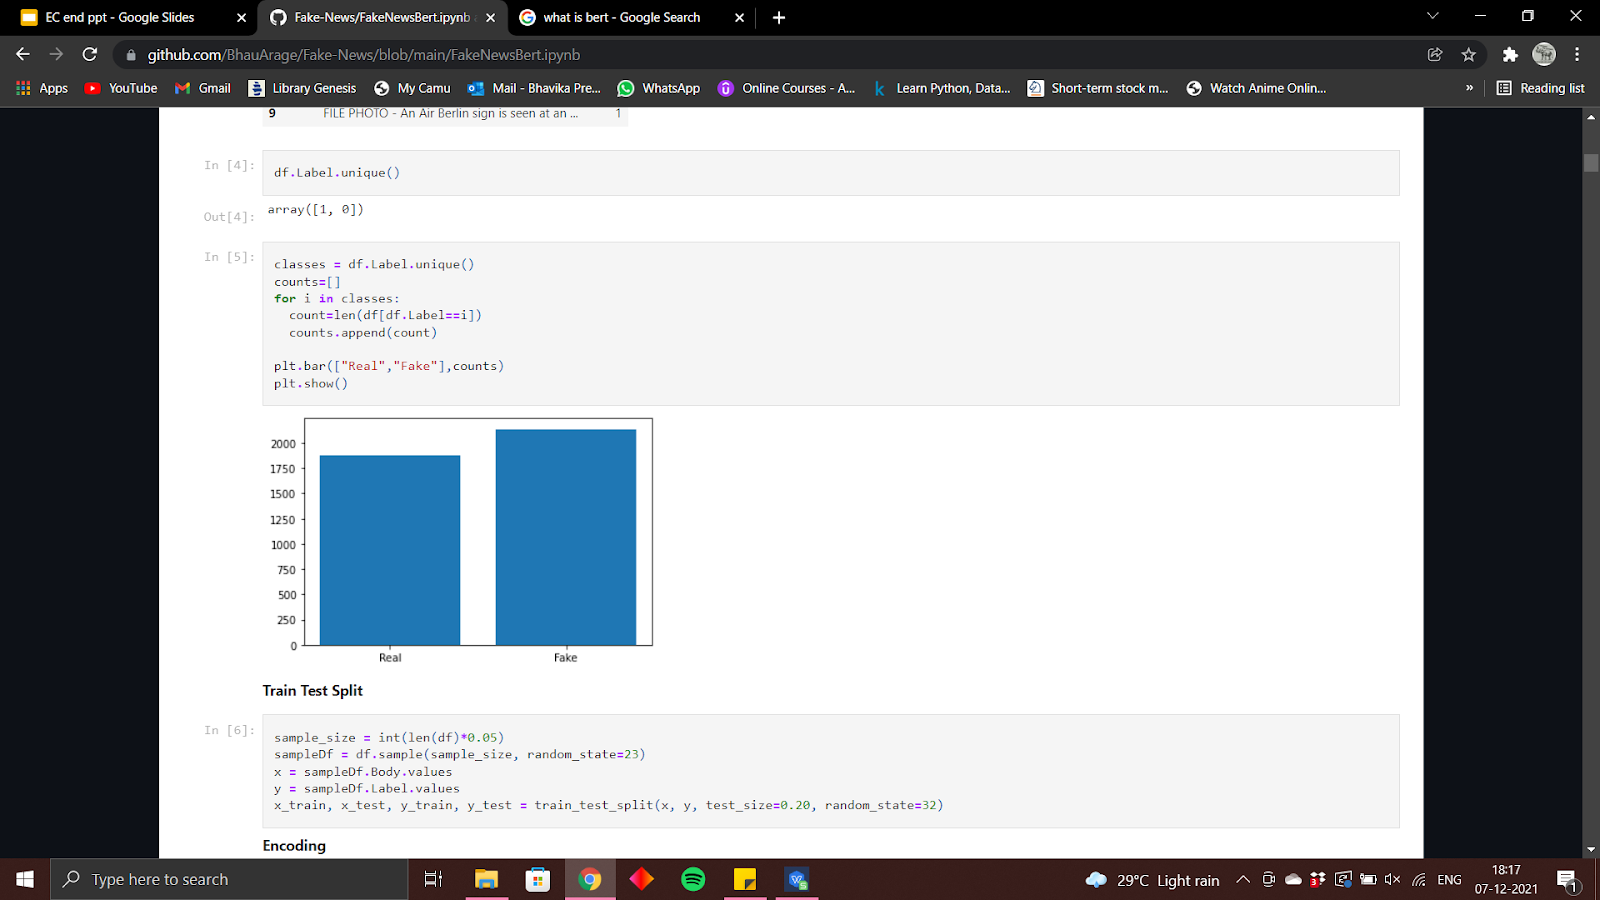 EC end ppt - Google Slides
Fake-News/FakeNewsBert.ipynb
what is bert - Google Search
github.com/BhauArage/Fake-News/blob/main/FakeNewsBert.ipynb
Apps YouTube Gmail Library Genesis My Camu Mail - Bhavika Pre... WhatsApp Online Courses - A... Learn Python, Data... Short-term stock m... Watch Anime Onlin... » Reading list
9 FILE PHOTO - An Air Berlin sign is seen at an ... 1
In [4]: df.Label.unique()
Out[4]: array([1, 0])
In [5]: classes = df.Label.unique()
counts=[]
for i in classes:
count=len(df[df.Label==i])
counts.append(count)
plt.bar(["Real","Fake"],counts)
plt.show()
2000
1750
1500
1250
1000
750
500
250
0
Real Fake
Train Test Split
In [6]: sample_size = int(len(df)*0.05)
sampleDf = df.sample(sample_size, random_state=23)
x = sampleDf.Body.values
y = sampleDf.Label.values
x_train, x_test, y_train, y_test = train_test_split(x, y, test_size=0.20, random_state=32)
Encoding
Type here to search
29°C Light rain
ENG
18:17
07-12-2021
1